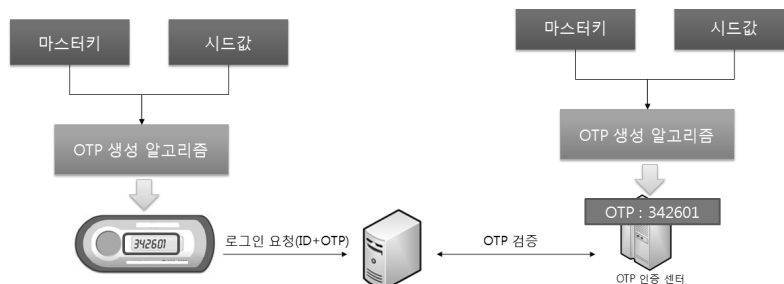 마스터키
시드값
OTP 생성 알고리즘
342601
로그인 요청(ID+OTP)
마스터키
시드값
OTP 생성 알고리즘
OTP : 342601
OTP 검증
OTP 인증 센터